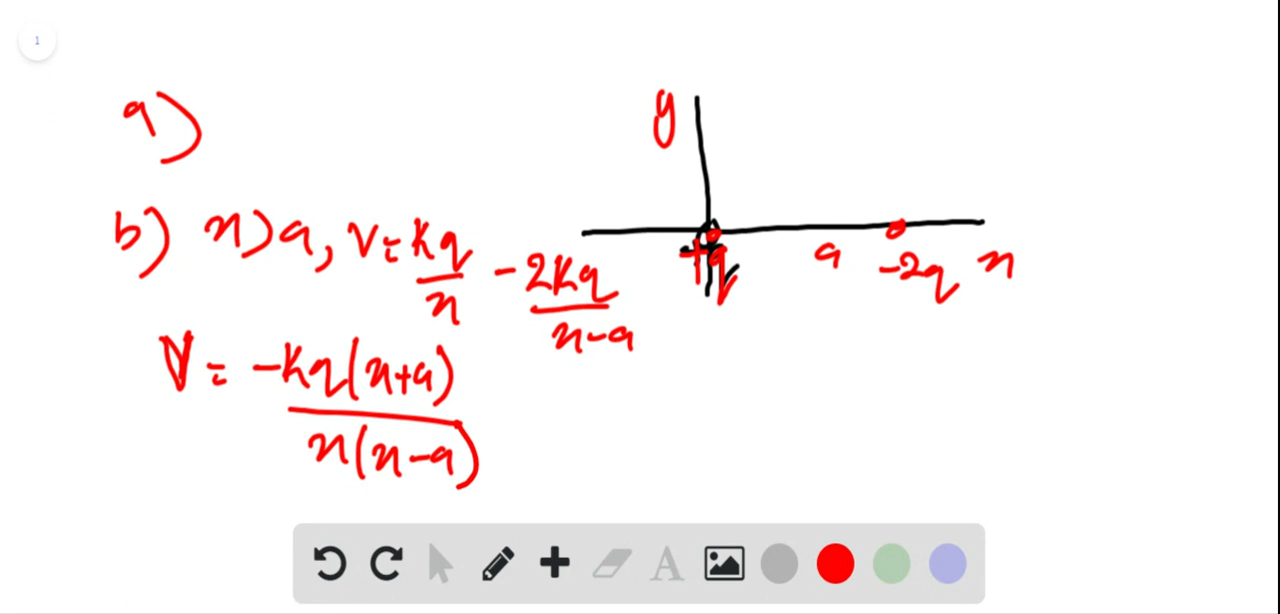 1
a)
y
+q a -2q x
b) x>a, V = kq/x - 2kq/x-a
V = -kq(x+a)/x(x-a)
A